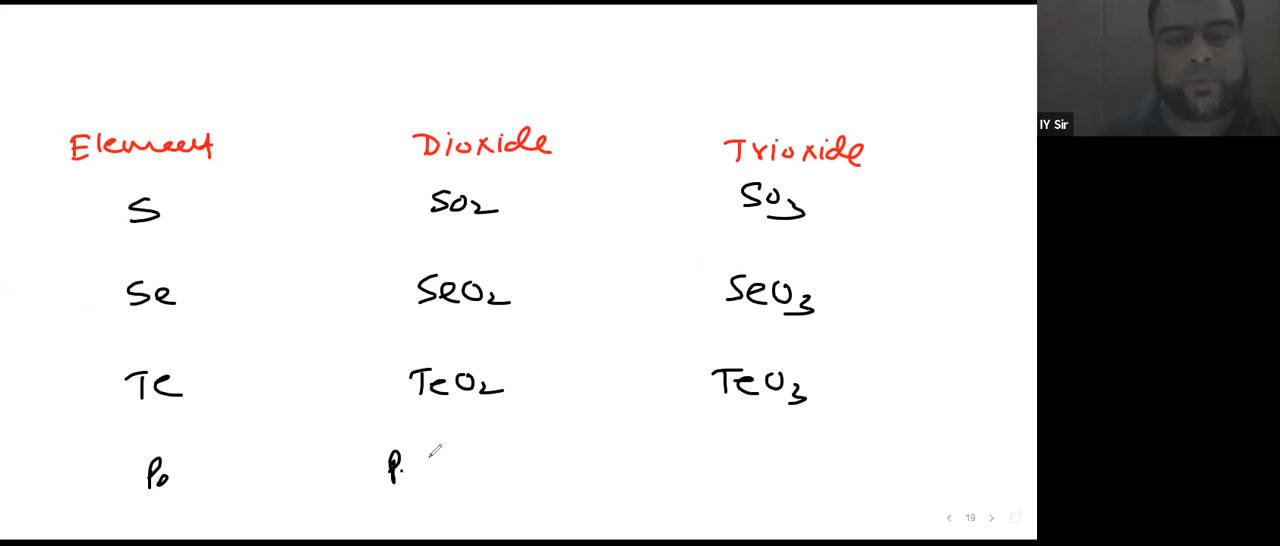 Element Dioxide Trioxide
S SO2 SO3
Se SeO2 SeO3
Te TeO2 TeO3
Po P.
IY Sir
19